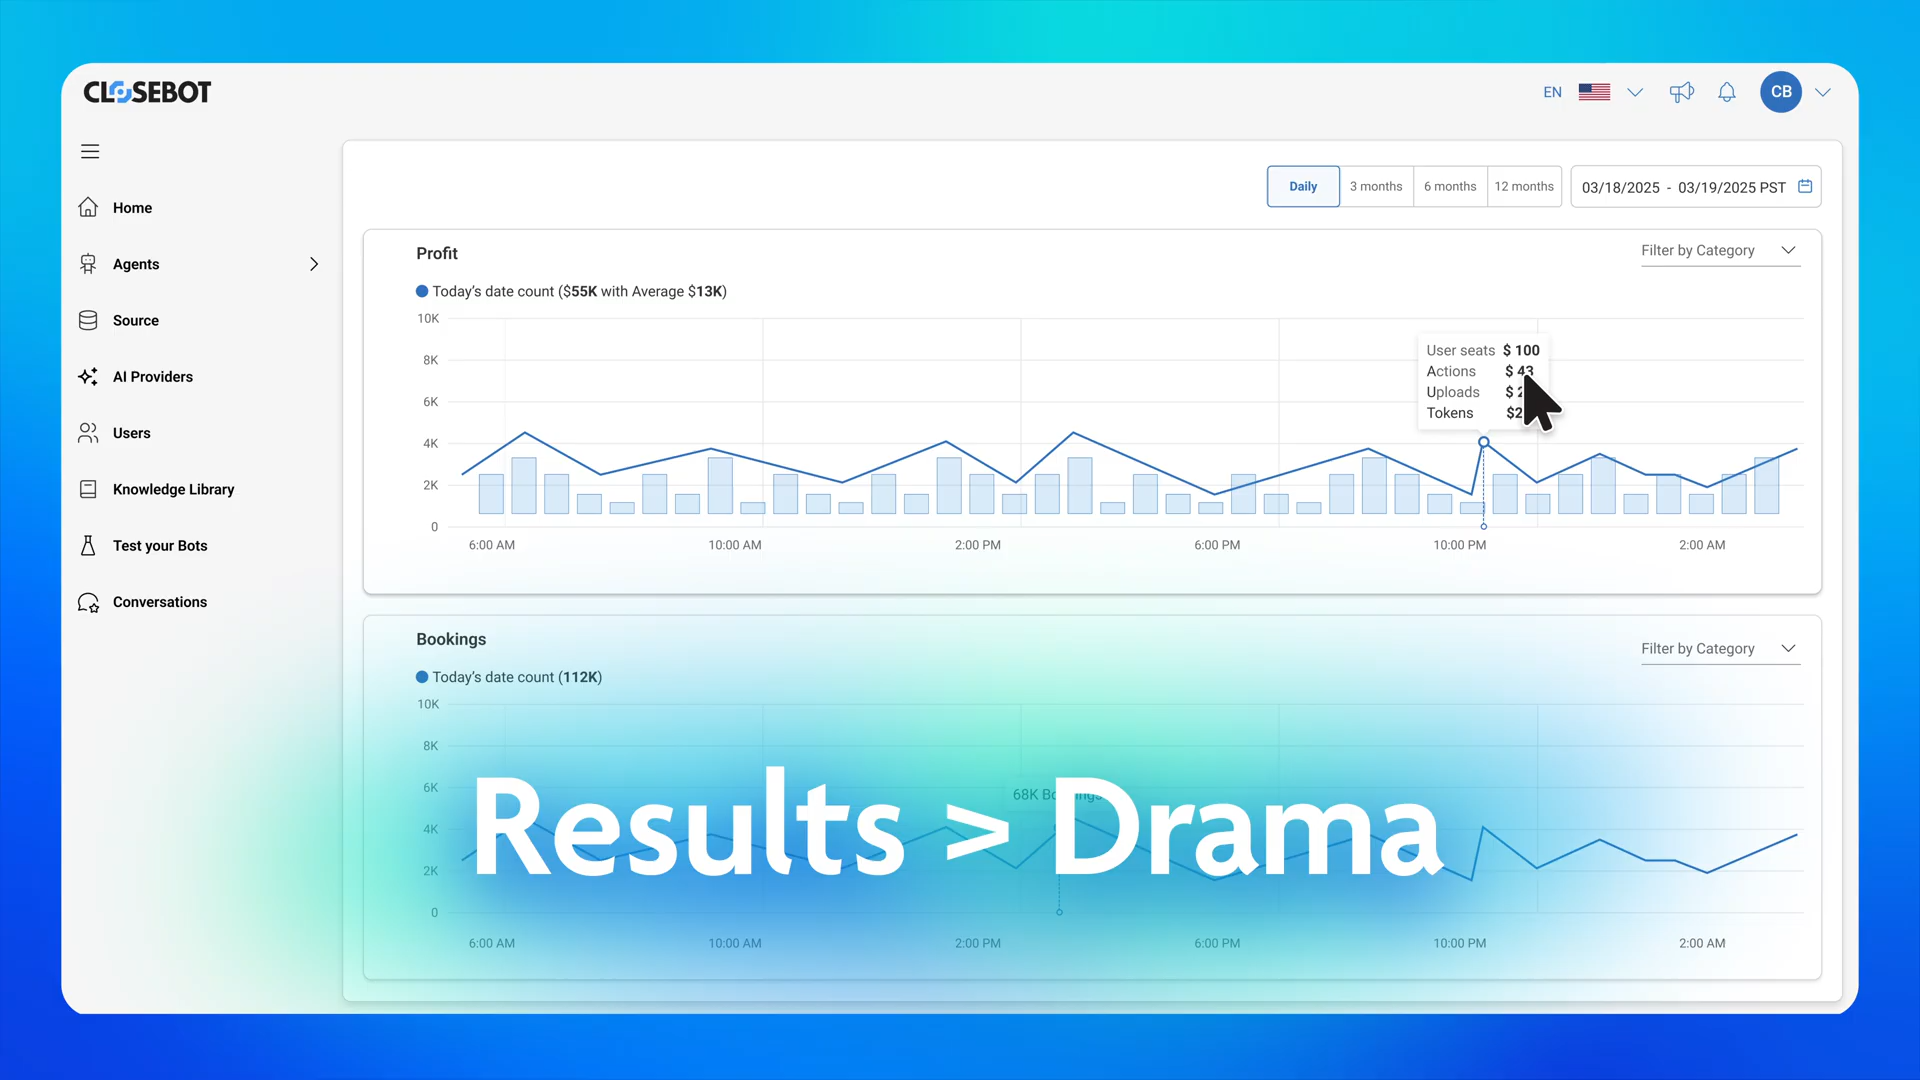 CLOSEBOT
EN
CB
Home
Agents
Source
AI Providers
Users
Knowledge Library
Test your Bots
Conversations
Daily
3 months
6 months
12 months
03/18/2025 - 03/19/2025 PST
Profit
Filter by Category
Today's date count ($55K with Average $13K)
10K
8K
6K
4K
2K
0
User seats $ 100
Actions $ 43
Uploads $
Tokens $2
6:00 AM
10:00 AM
2:00 PM
6:00 PM
10:00 PM
2:00 AM
Bookings
Filter by Category
Today's date count (112K)
10K
8K
6K
4K
2K
0
68K
Results > Drama
6:00 AM
10:00 AM
2:00 PM
6:00 PM
10:00 PM
2:00 AM